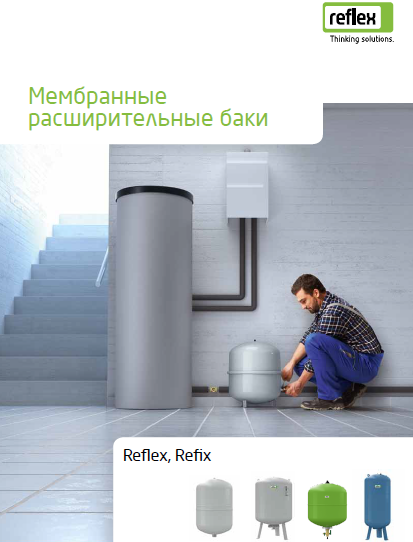 reflex
Thinking solutions.
Мембранные
расширительные баки
Reflex, Refix